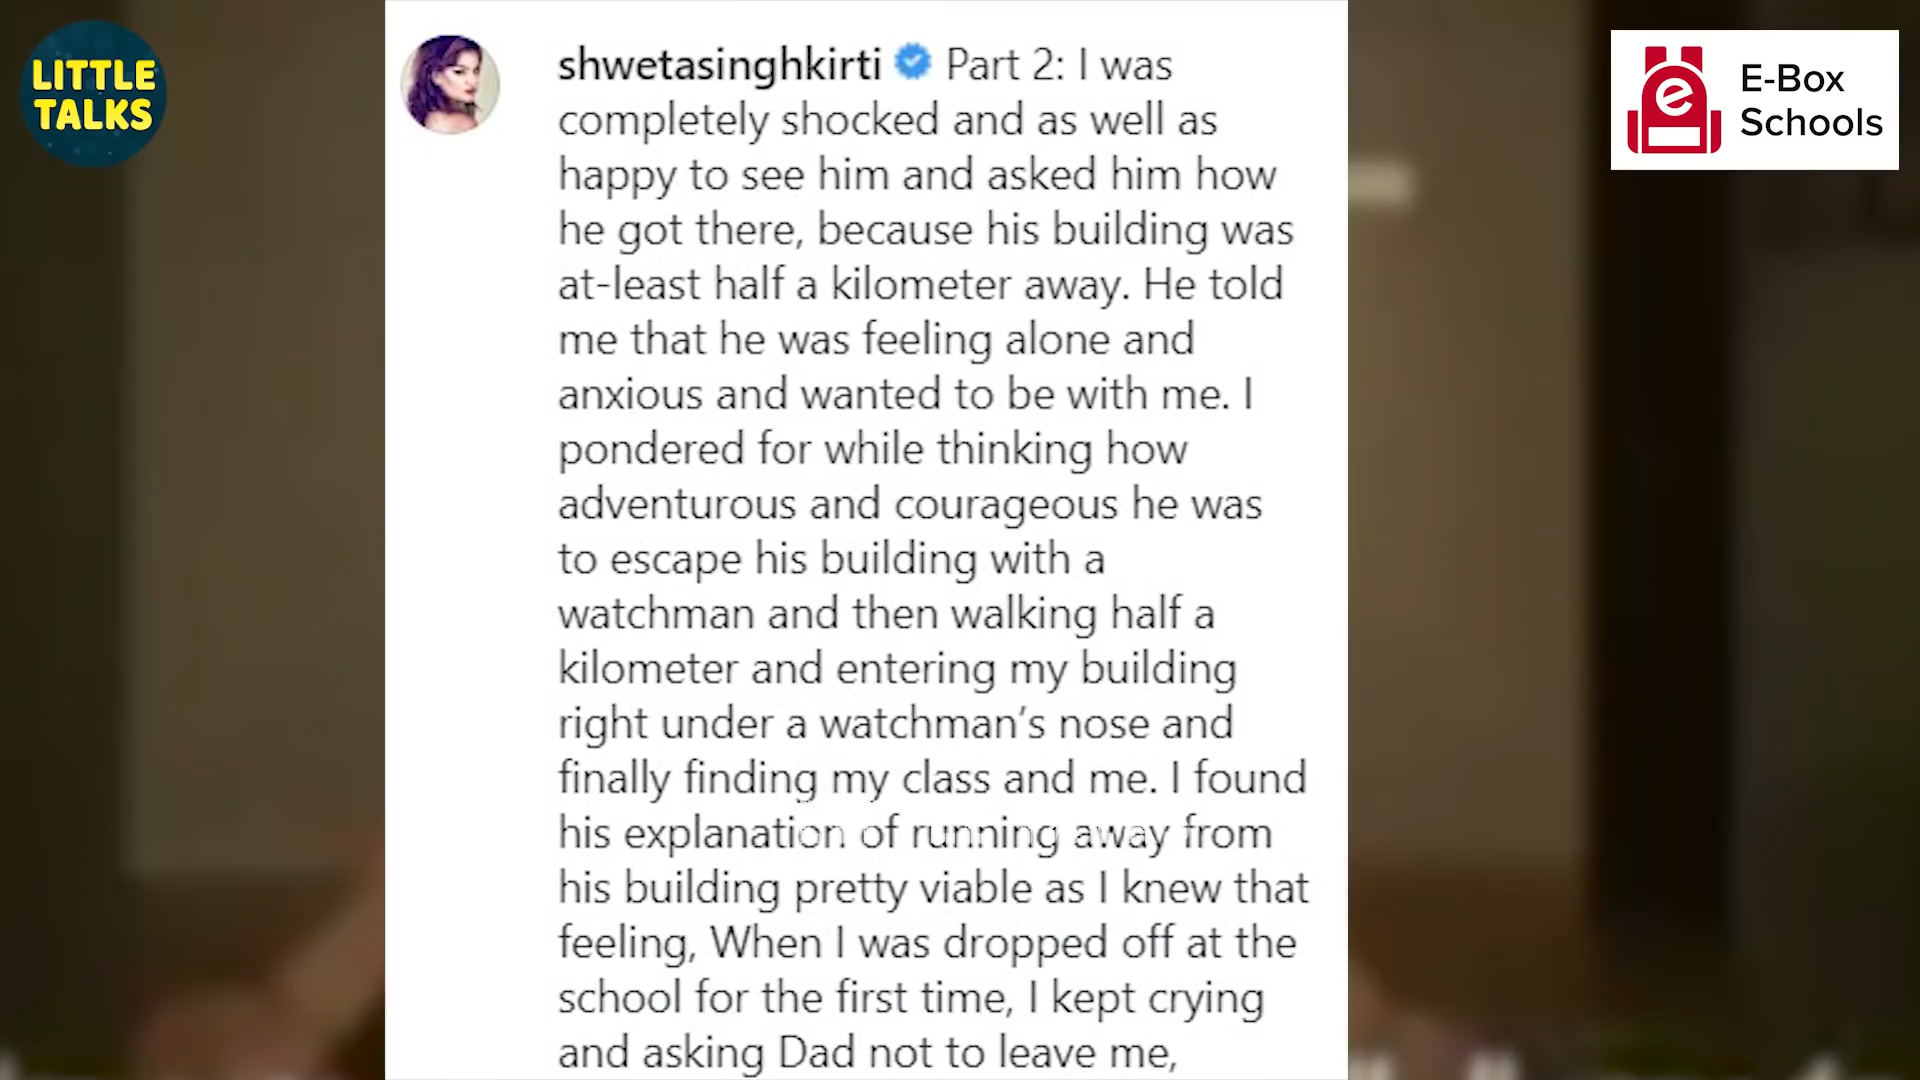 LITTLE
TALKS
shwetasinghkirti Part 2: I was
completely shocked and as well as
happy to see him and asked him how
he got there, because his building was
at-least half a kilometer away. He told
me that he was feeling alone and
anxious and wanted to be with me. I
pondered for while thinking how
adventurous and courageous he was
to escape his building with a
watchman and then walking half a
kilometer and entering my building
right under a watchman's nose and
finally finding my class and me. I found
his explanation of running away from
his building pretty viable as I knew that
feeling, When I was dropped off at the
school for the first time, I kept crying
and asking Dad not to leave me,
e
E-Box
Schools